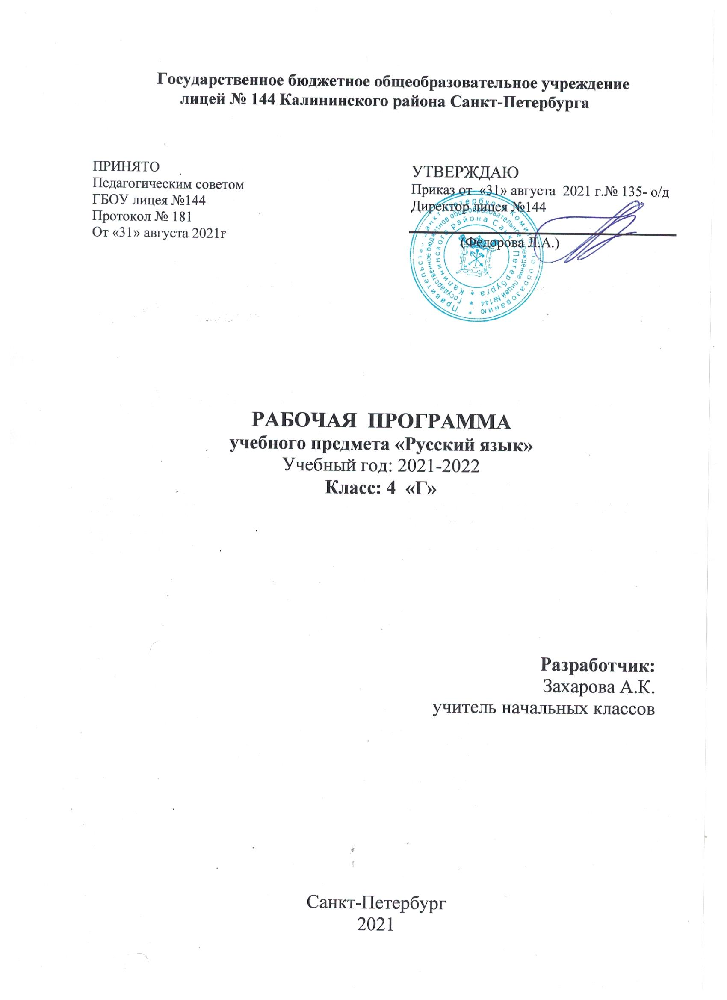 Государственное бюджетное общеобразовательное учреждение
лицей № 144 Калининского района Санкт-Петербурга
ПРИНЯТО
Педагогическим советом
ГБОУ лицея №144
Протокол № 181
От «31» августа 2021г
УТВЕРЖДАЮ
Приказ от «31» августа 2021 г.№ 135- о/д
Директор лицея №144
(Федорова Л.А.)
Правительство Санкт-Петербурга Комитет по образованию *
Государственное бюджетное общеобразовательное учреждение лицей №144 *
Калининского района Санкт-Петербурга *
РАБОЧАЯ ПРОГРАММА
учебного предмета «Русский язык»
Учебный год: 2021-2022
Класс: 4 «Г»
Разработчик:
Захарова А.К.
учитель начальных классов
Санкт-Петербург
2021